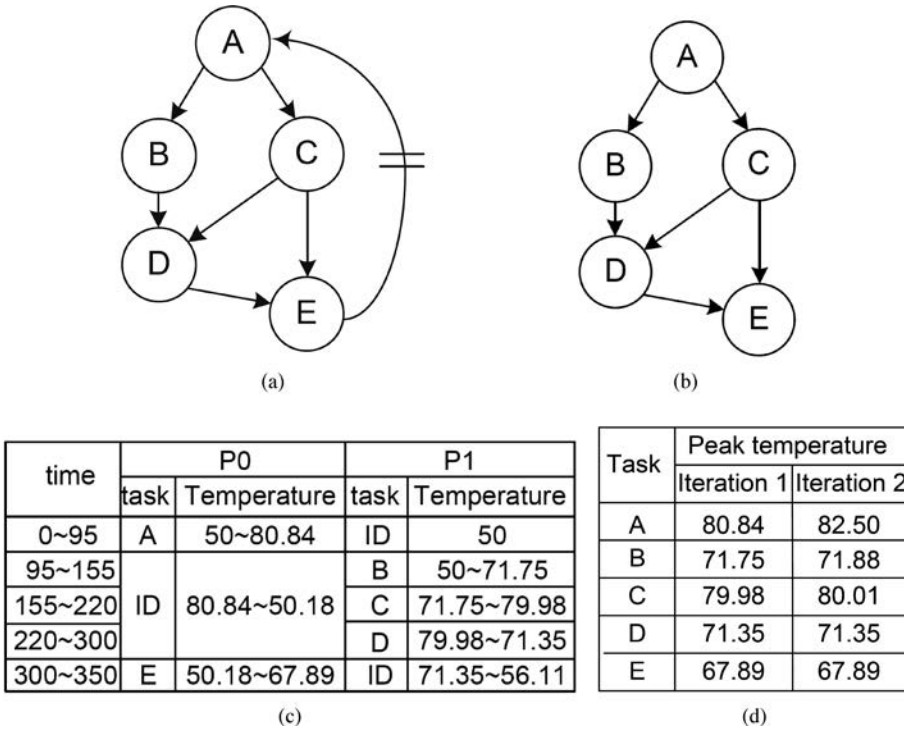 A
B
C
D
E
(a)
A
B
C
D
E
(b)
time P0 P1
task Temperature task Temperature
0~95 A 50~80.84 ID 50
95~155 B 50~71.75
155~220 ID 80.84~50.18 C 71.75~79.98
220~300 D 79.98~71.35
300~350 E 50.18~67.89 ID 71.35~56.11
(c)
Task Peak temperature
Iteration 1 Iteration 2
A 80.84 82.50
B 71.75 71.88
C 79.98 80.01
D 71.35 71.35
E 67.89 67.89
(d)